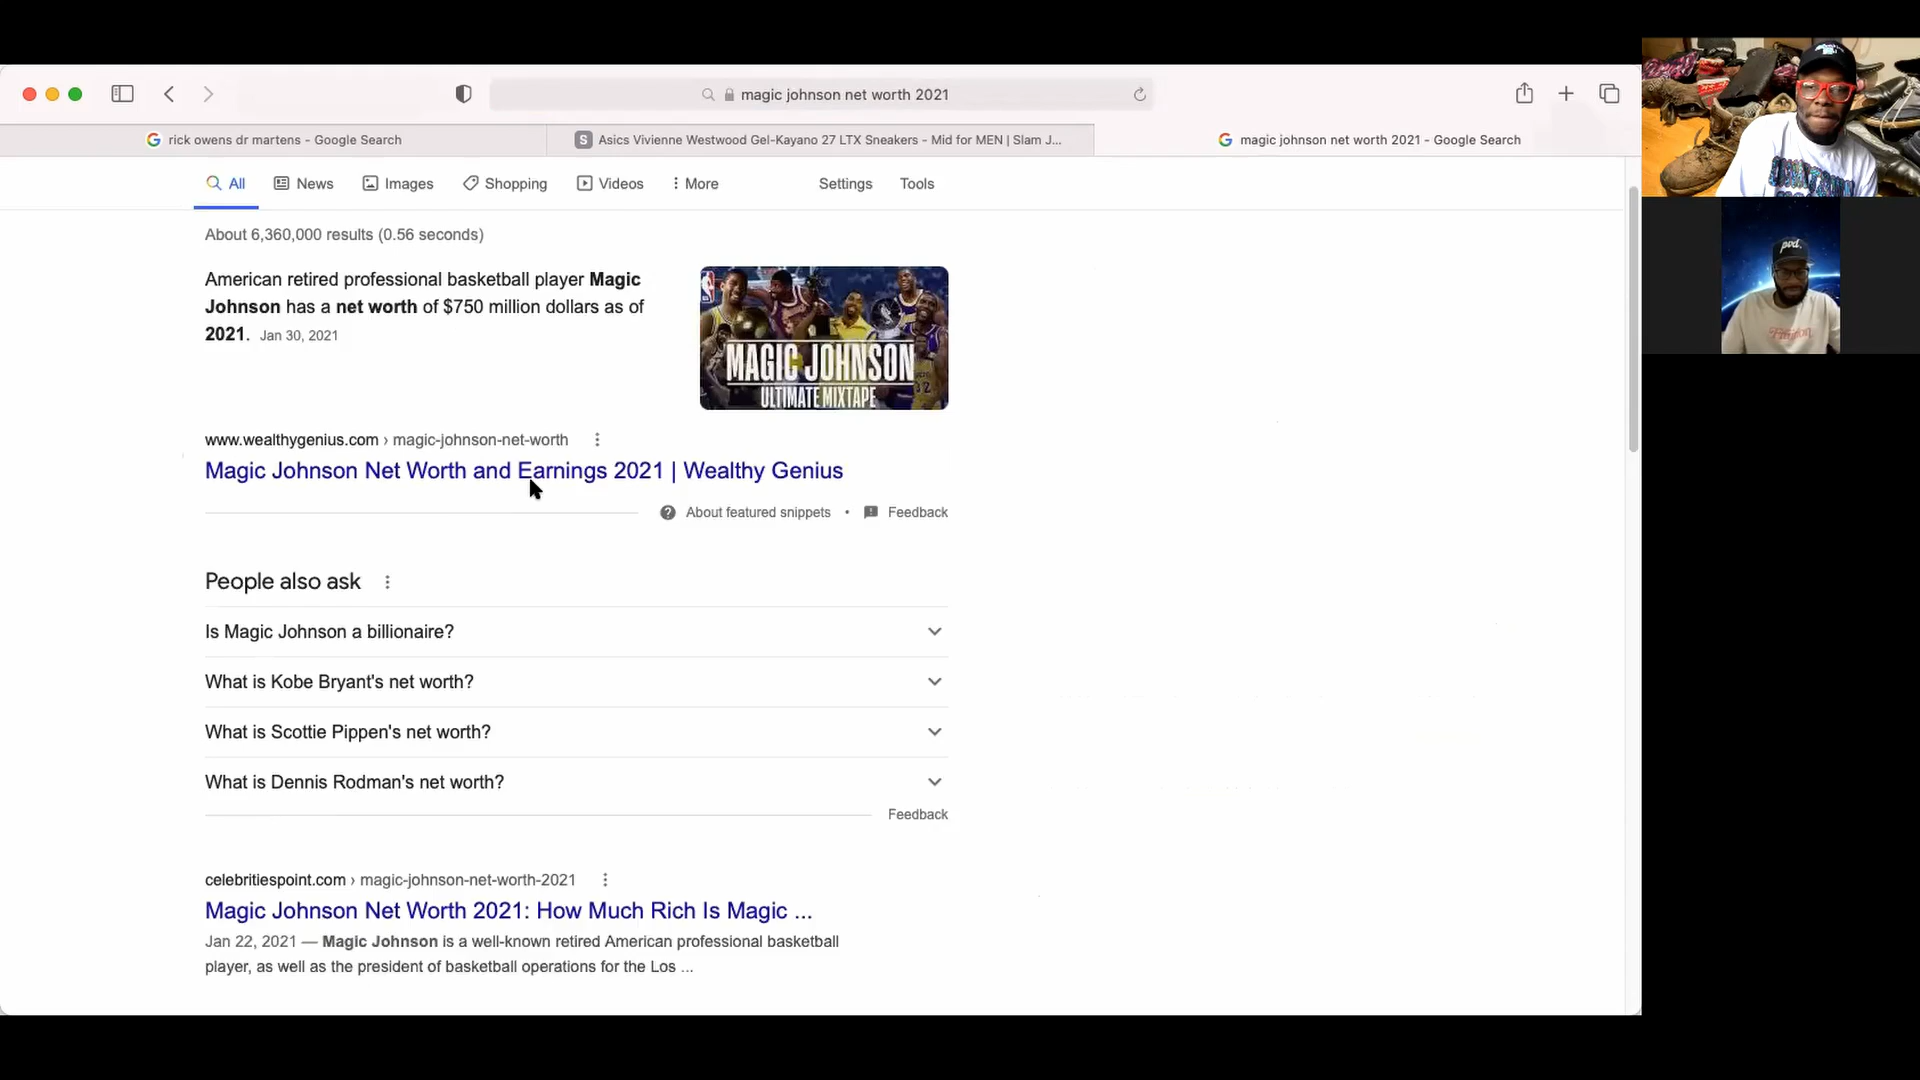 magic johnson net worth 2021
rick owens dr martens - Google Search
S Asics Vivienne Westwood Gel-Kayano 27 LTX Sneakers - Mid for MEN | Slam J...
magic johnson net worth 2021 - Google Search
All News Images Shopping Videos More Settings Tools
About 6,360,000 results (0.56 seconds)
American retired professional basketball player Magic
Johnson has a net worth of $750 million dollars as of
2021. Jan 30, 2021
MAGIC JOHNSON
ULTIMATE MIXTAPE
www.wealthygenius.com › magic-johnson-net-worth
Magic Johnson Net Worth and Earnings 2021 | Wealthy Genius
About featured snippets • Feedback
People also ask
Is Magic Johnson a billionaire?
What is Kobe Bryant's net worth?
What is Scottie Pippen's net worth?
What is Dennis Rodman's net worth?
Feedback
celebritiespoint.com › magic-johnson-net-worth-2021
Magic Johnson Net Worth 2021: How Much Rich Is Magic ...
Jan 22, 2021 — Magic Johnson is a well-known retired American professional basketball
player, as well as the president of basketball operations for the Los ...
pod.